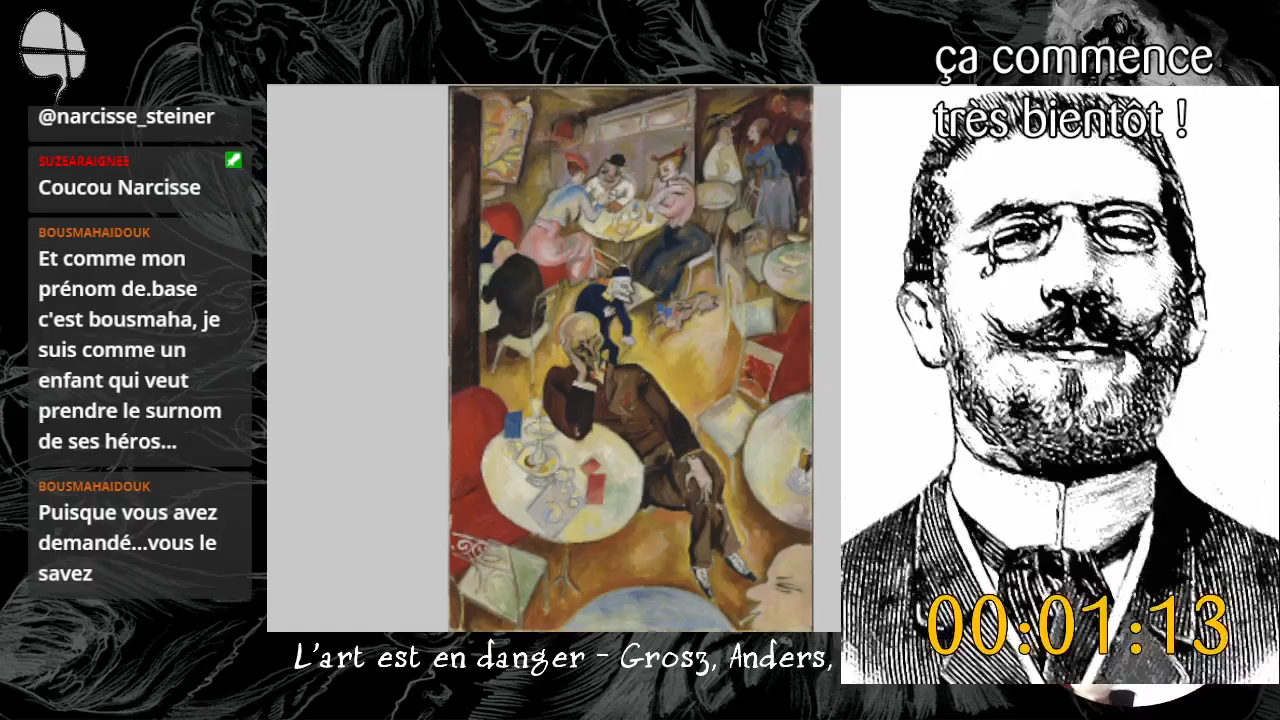 @narcisse_steiner
SUZEARAIGNEE
Coucou Narcisse
BOUSMAHAIDOUK
Et comme mon
prénom de.base
c'est bousmaha, je
suis comme un
enfant qui veut
prendre le surnom
de ses héros...
BOUSMAHAIDOUK
Puisque vous avez
demandé...vous le
savez
ça commence
très bientôt !
00:01:13
L'art est en danger - Grosz, Anders,